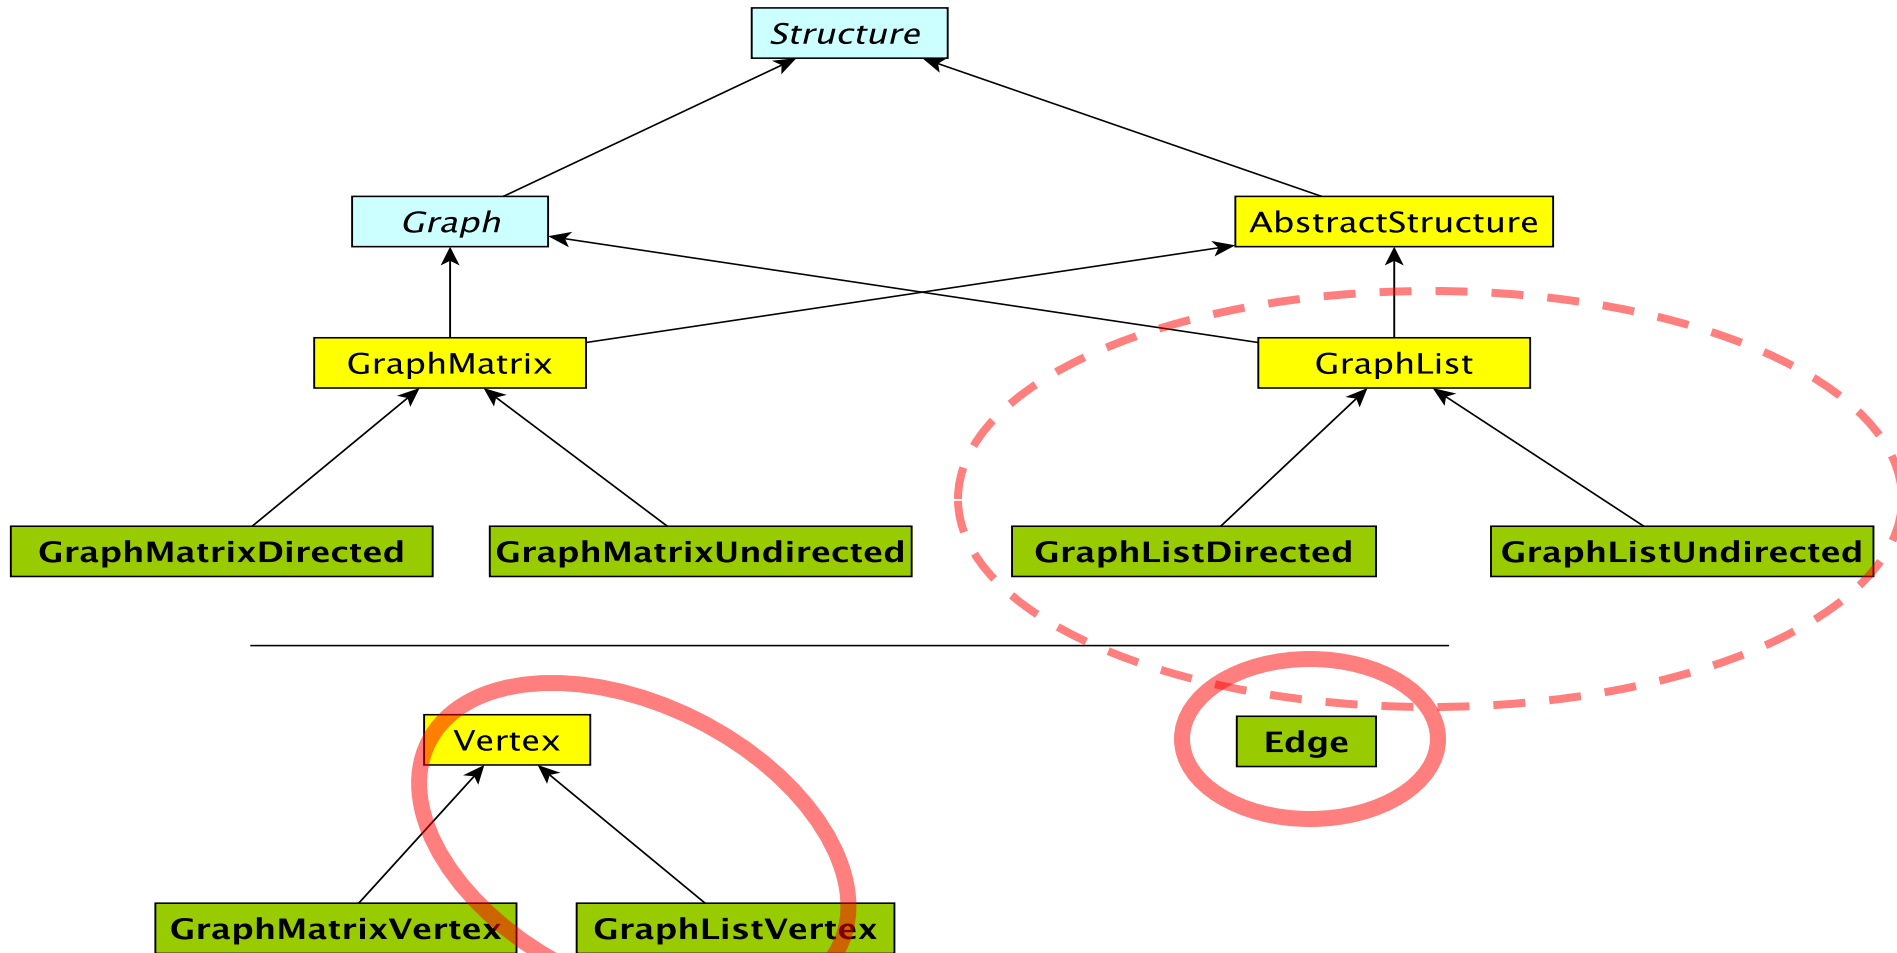 Structure
Graph
AbstractStructure
GraphMatrix
GraphList
GraphMatrixDirected
GraphMatrixUndirected
GraphListDirected
GraphListUndirected
Vertex
Edge
GraphMatrixVertex
GraphListVertex